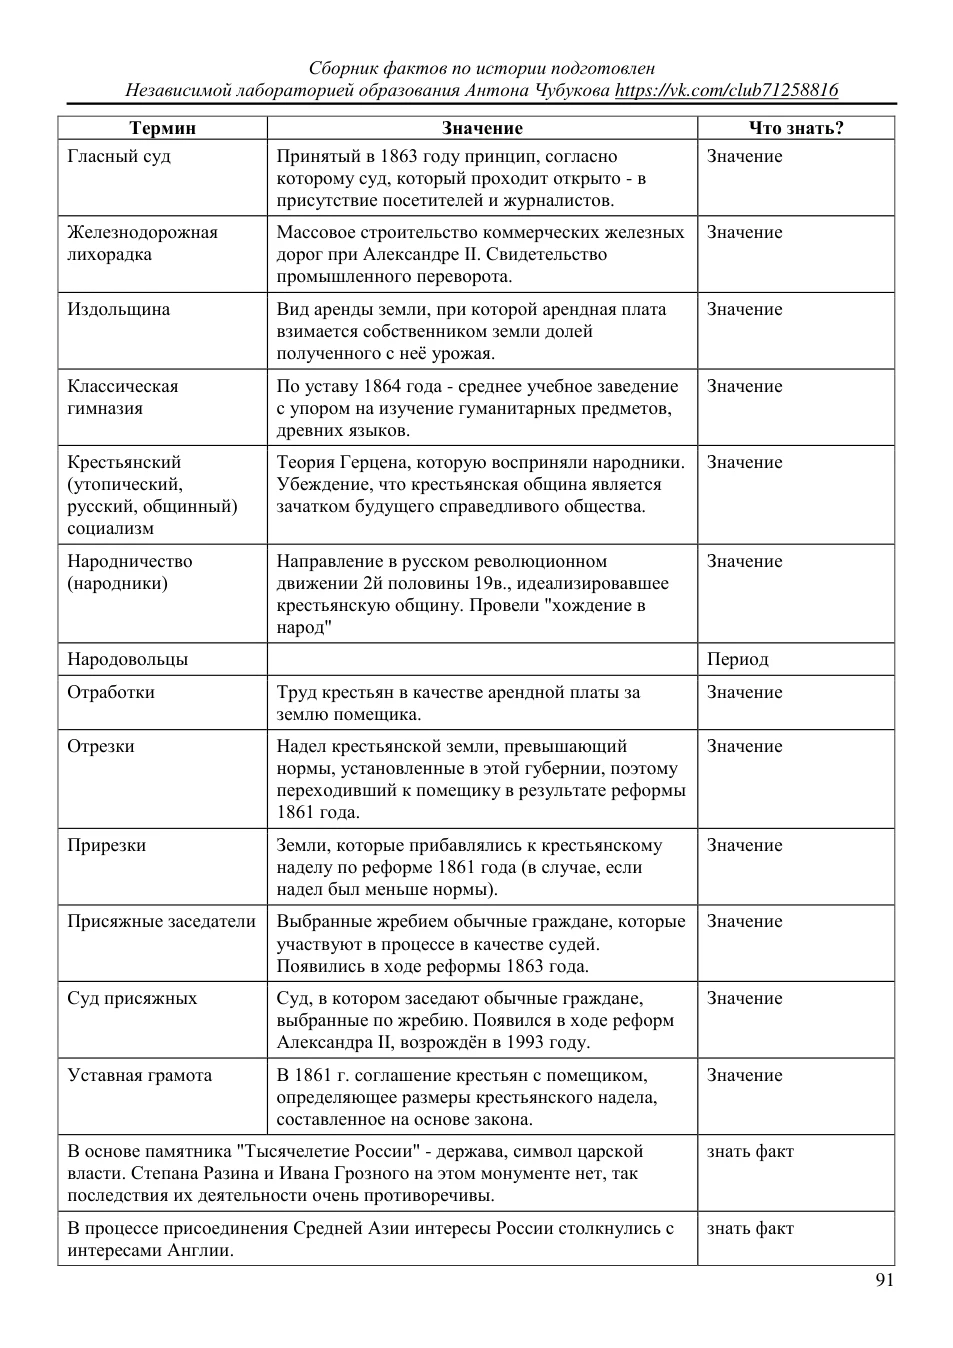 Сборник фактов по истории подготовлен
Независимой лабораторией образования Антона Чубукова https://vk.com/club71258816
Термин Значение Что знать?
Гласный суд Принятый в 1863 году принцип, согласно Значение
которому суд, который проходит открыто - в
присутствие посетителей и журналистов.
Железнодорожная Массовое строительство коммерческих железных Значение
лихорадка дорог при Александре II. Свидетельство
промышленного переворота.
Издольщина Вид аренды земли, при которой арендная плата Значение
взимается собственником земли долей
полученного с неё урожая.
Классическая По уставу 1864 года - среднее учебное заведение Значение
гимназия с упором на изучение гуманитарных предметов,
древних языков.
Крестьянский Теория Герцена, которую восприняли народники. Значение
(утопический, Убеждение, что крестьянская община является
русский, общинный) зачатком будущего справедливого общества.
социализм
Народничество Направление в русском революционном Значение
(народники) движении 2й половины 19в., идеализировавшее
крестьянскую общину. Провели "хождение в
народ"
Народовольцы Период
Отработки Труд крестьян в качестве арендной платы за Значение
землю помещика.
Отрезки Надел крестьянской земли, превышающий Значение
нормы, установленные в этой губернии, поэтому
переходивший к помещику в результате реформы
1861 года.
Прирезки Земли, которые прибавлялись к крестьянскому Значение
наделу по реформе 1861 года (в случае, если
надел был меньше нормы).
Присяжные заседатели Выбранные жребием обычные граждане, которые Значение
участвуют в процессе в качестве судей.
Появились в ходе реформы 1863 года.
Суд присяжных Суд, в котором заседают обычные граждане, Значение
выбранные по жребию. Появился в ходе реформ
Александра II, возрождён в 1993 году.
Уставная грамота В 1861 г. соглашение крестьян с помещиком, Значение
определяющее размеры крестьянского надела,
составленное на основе закона.
В основе памятника "Тысячелетие России" - держава, символ царской знать факт
власти. Степана Разина и Ивана Грозного на этом монументе нет, так
последствия их деятельности очень противоречивы.
В процессе присоединения Средней Азии интересы России столкнулись с знать факт
интересами Англии.
91